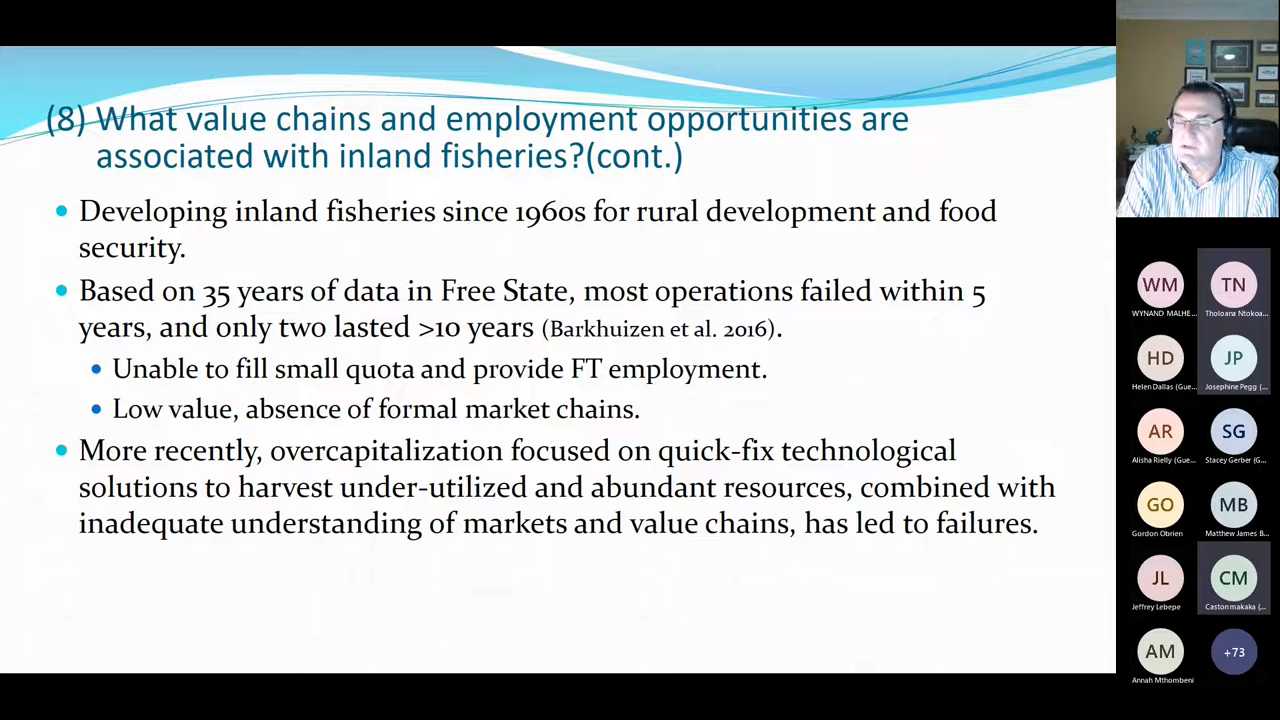 (8) What value chains and employment opportunities are
associated with inland fisheries?(cont.)
• Developing inland fisheries since 1960s for rural development and food
security.
• Based on 35 years of data in Free State, most operations failed within 5
years, and only two lasted >10 years (Barkhuizen et al. 2016).
• Unable to fill small quota and provide FT employment.
• Low value, absence of formal market chains.
• More recently, overcapitalization focused on quick-fix technological
solutions to harvest under-utilized and abundant resources, combined with
inadequate understanding of markets and value chains, has led to failures.
WM
TN
WYNAND MALHE...
Tholoana Ntokoa...
HD
JP
Helen Dallas (Gue...
Josephine Pegg (...
AR
SG
Alisha Rielly (Gue...
Stacey Gerber (G...
GO
MB
Gordon Obrien
Matthew James B...
JL
CM
Jeffrey Lebepe
Caston makaka (...
AM
+73
Annah Mthombeni